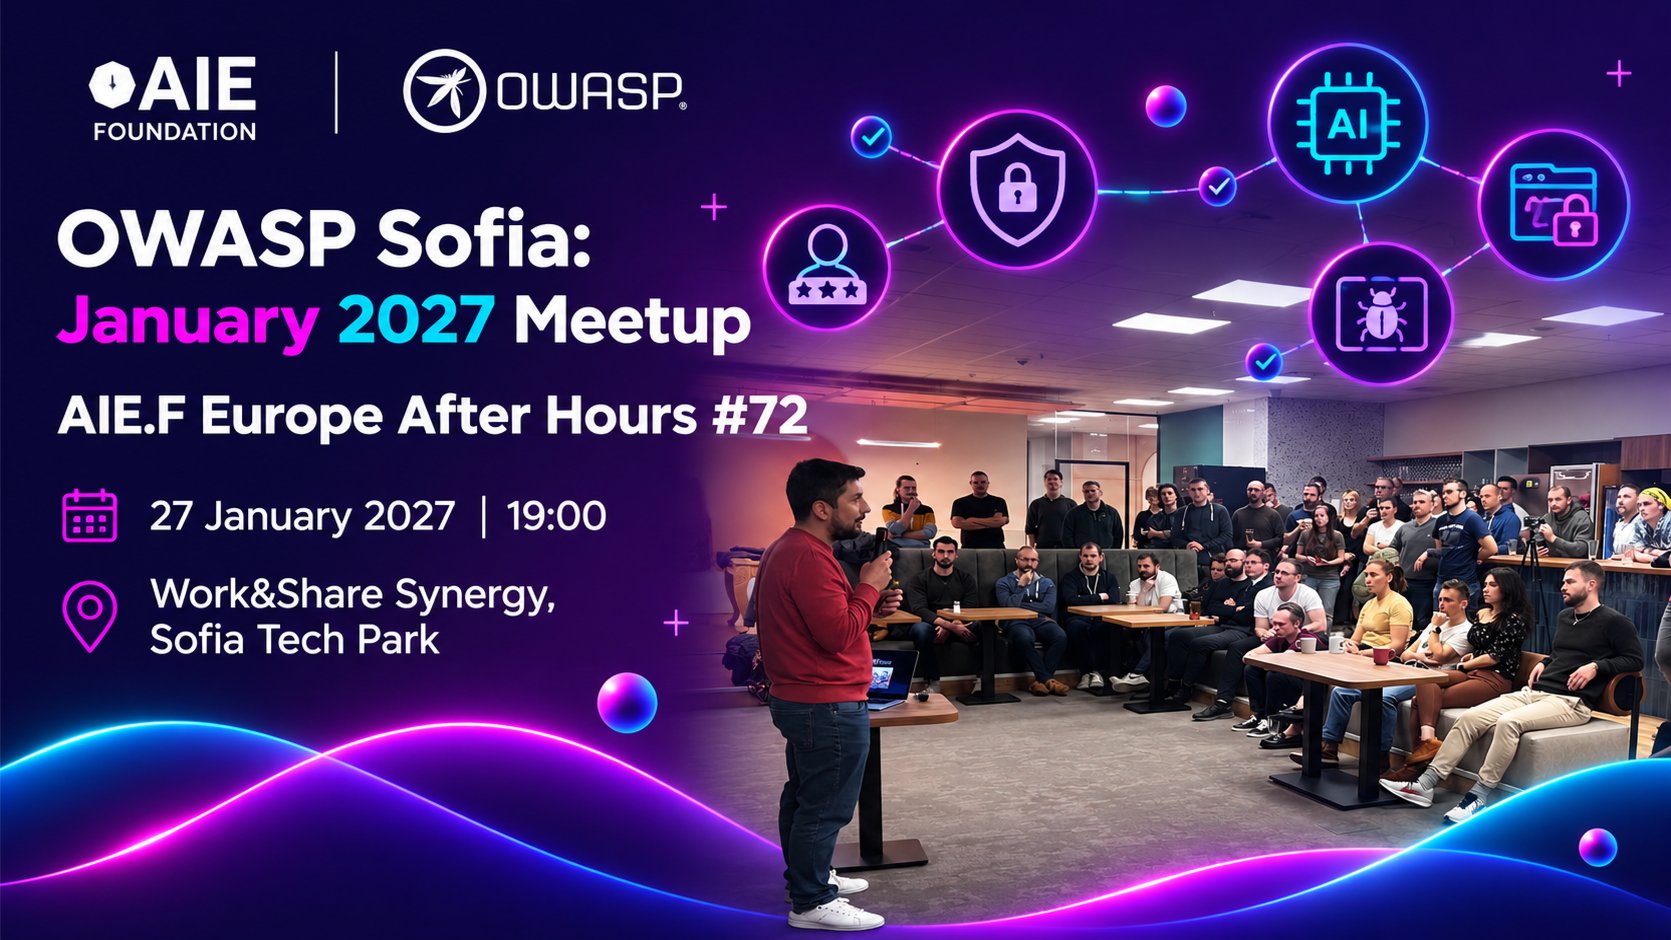 AIE
FOUNDATION
OWASP®
OWASP Sofia:
January 2027 Meetup
AIE.F Europe After Hours #72
27 January 2027 | 19:00
Work&Share Synergy,
Sofia Tech Park
AI